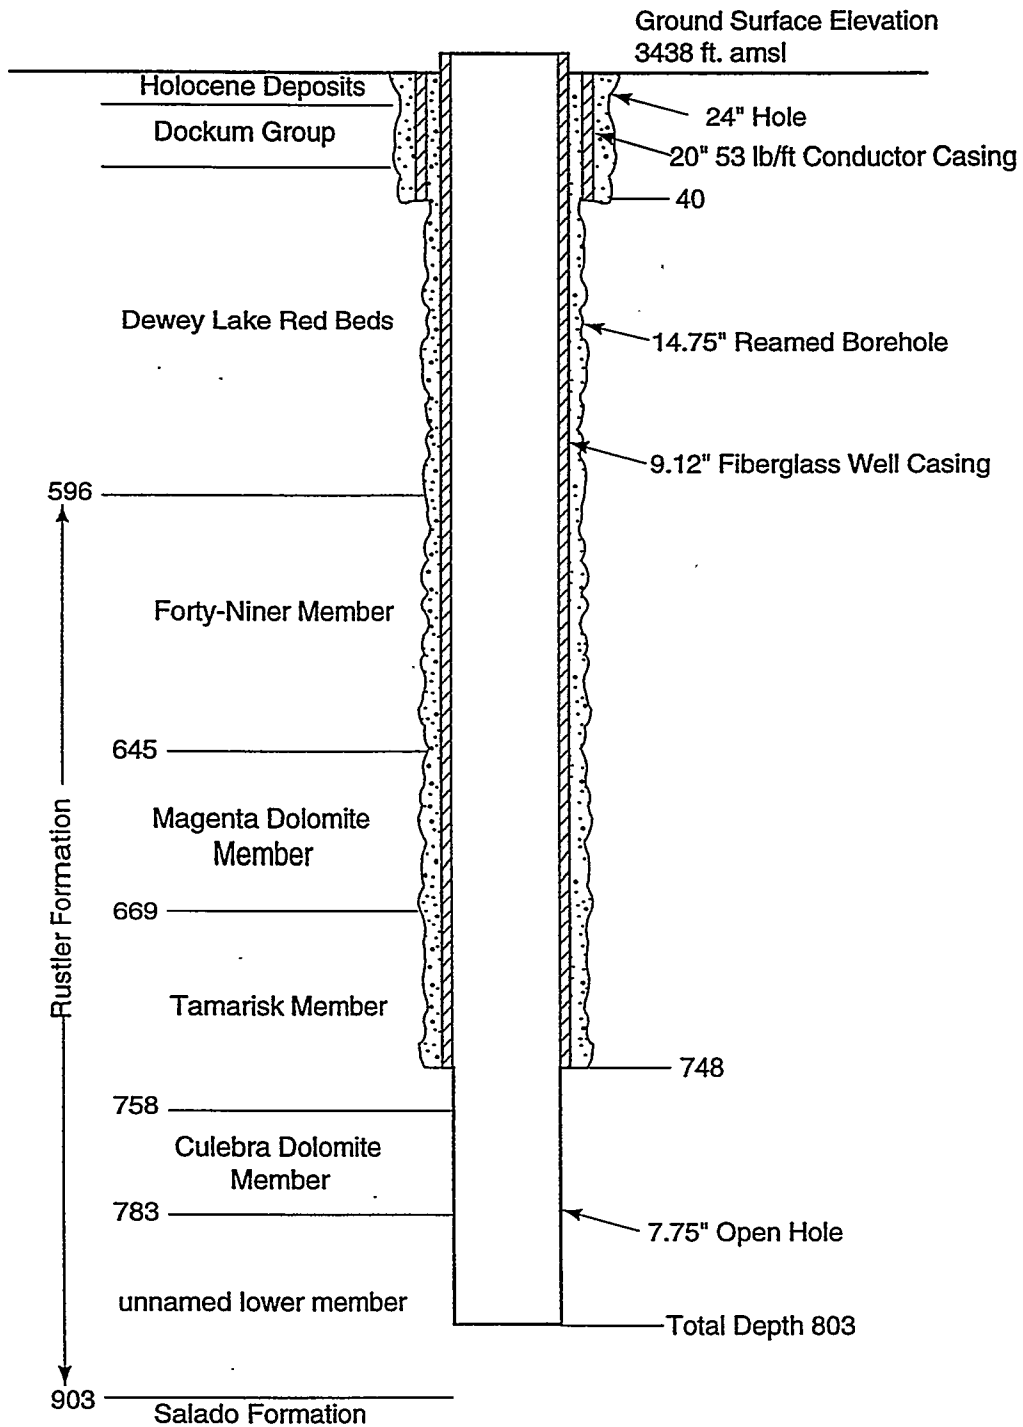 Ground Surface Elevation
3438 ft. amsl
Holocene Deposits
Dockum Group
24" Hole
20" 53 lb/ft Conductor Casing
40
Dewey Lake Red Beds
14.75" Reamed Borehole
9.12" Fiberglass Well Casing
596
Forty-Niner Member
645
Magenta Dolomite
Member
Rustler Formation
669
Tamarisk Member
748
758
Culebra Dolomite
Member
783
7.75" Open Hole
unnamed lower member
Total Depth 803
903
Salado Formation